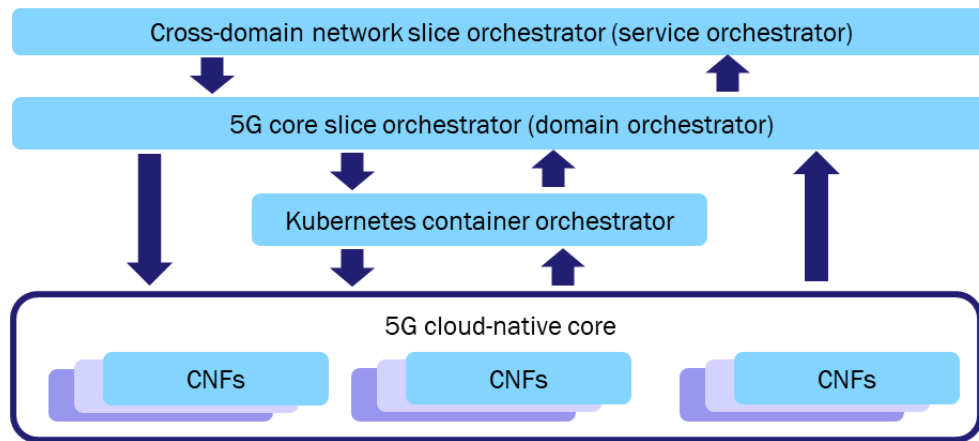 Cross-domain network slice orchestrator (service orchestrator)
5G core slice orchestrator (domain orchestrator)
Kubernetes container orchestrator
5G cloud-native core
CNFs
CNFs
CNFs